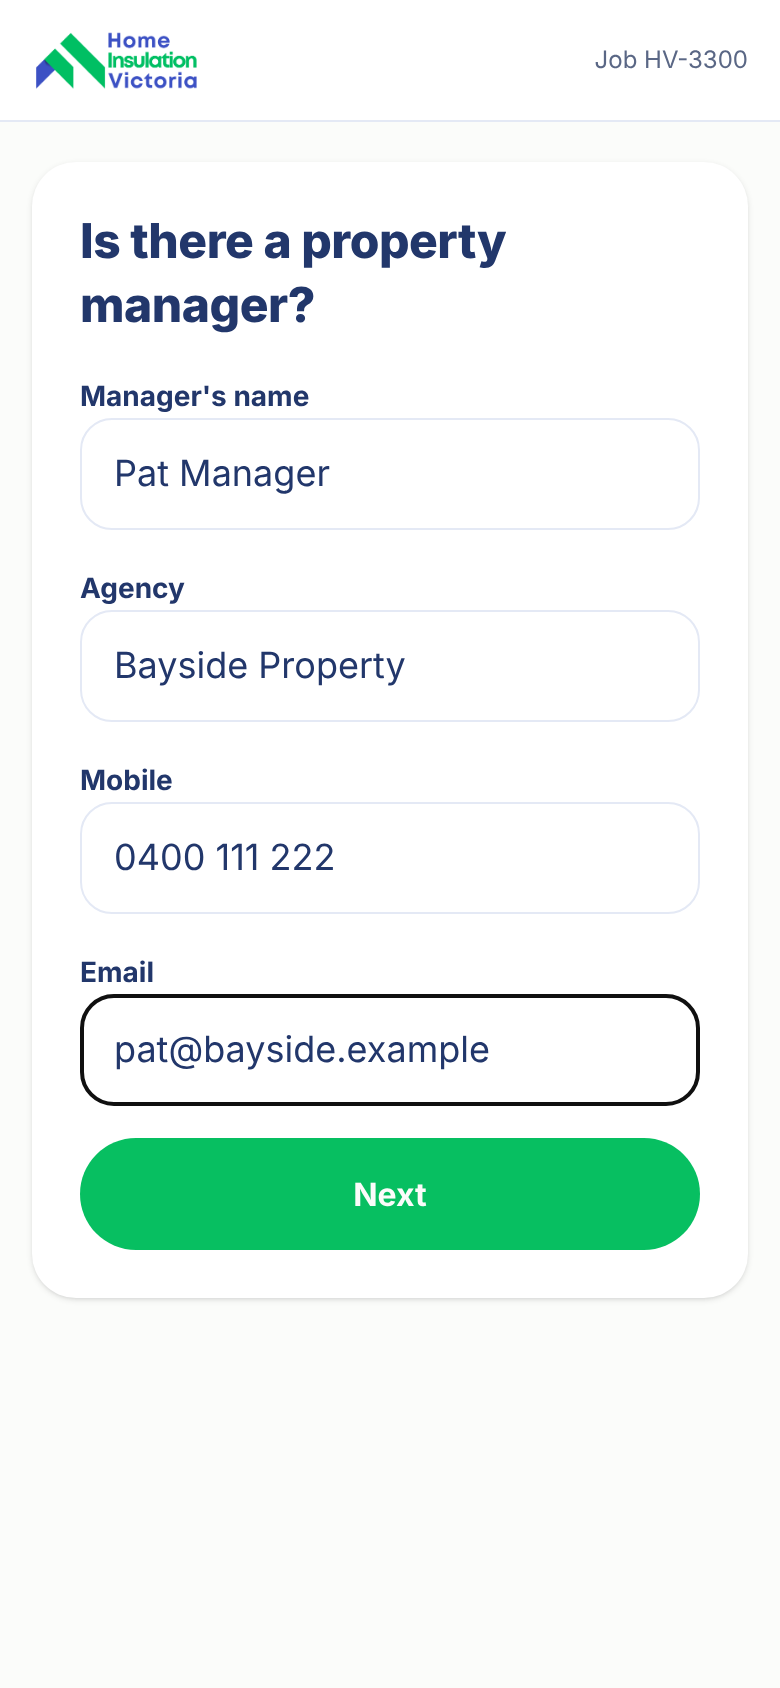 Home
Insulation
Victoria
Job HV-3300
Is there a property
manager?
Manager's name
Pat Manager
Agency
Bayside Property
Mobile
0400 111 222
Email
pat@bayside.example
Next